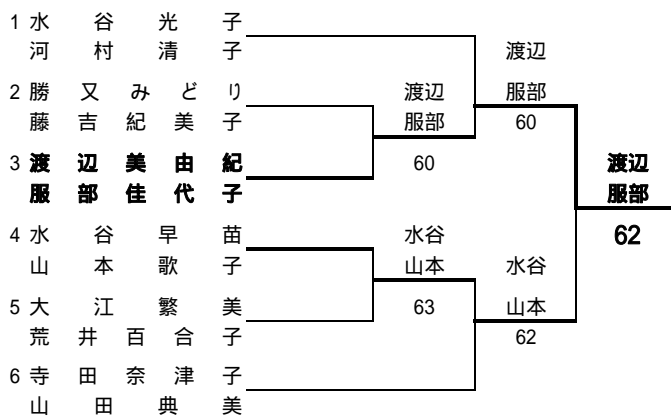 1 水谷光子
河村清子
渡辺
2 勝又みどり
渡辺
服部
藤吉紀美子
服部
60
3 渡辺美由紀
60
渡辺
服部佳代子
服部
4 水谷早苗
水谷
62
山本歌子
山本
水谷
5 大江繁美
63
山本
荒井百合子
62
6 寺田奈津子
山田典美